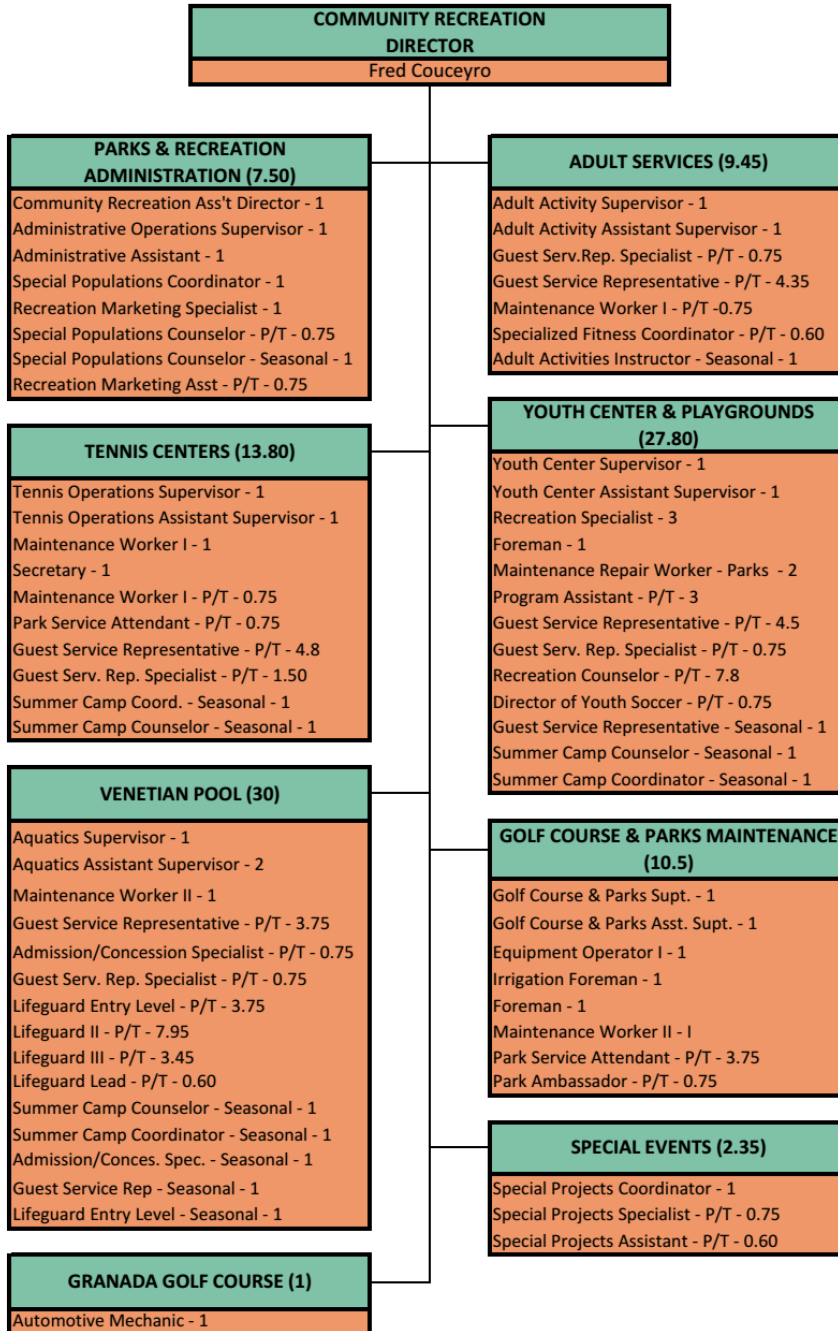 COMMUNITY RECREATION
DIRECTOR
Fred Couceyro
PARKS & RECREATION
ADMINISTRATION (7.50)
Community Recreation Ass't Director - 1
Administrative Operations Supervisor - 1
Administrative Assistant - 1
Special Populations Coordinator - 1
Recreation Marketing Specialist - 1
Special Populations Counselor - P/T - 0.75
Special Populations Counselor - Seasonal - 1
Recreation Marketing Asst - P/T - 0.75
ADULT SERVICES (9.45)
Adult Activity Supervisor - 1
Adult Activity Assistant Supervisor - 1
Guest Serv.Rep. Specialist - P/T - 0.75
Guest Service Representative - P/T - 4.35
Maintenance Worker I - P/T -0.75
Specialized Fitness Coordinator - P/T - 0.60
Adult Activities Instructor - Seasonal - 1
TENNIS CENTERS (13.80)
Tennis Operations Supervisor - 1
Tennis Operations Assistant Supervisor - 1
Maintenance Worker I - 1
Secretary - 1
Maintenance Worker I - P/T - 0.75
Park Service Attendant - P/T - 0.75
Guest Service Representative - P/T - 4.8
Guest Serv. Rep. Specialist - P/T - 1.50
Summer Camp Coord. - Seasonal - 1
Summer Camp Counselor - Seasonal - 1
YOUTH CENTER & PLAYGROUNDS
(27.80)
Youth Center Supervisor - 1
Youth Center Assistant Supervisor - 1
Recreation Specialist - 3
Foreman - 1
Maintenance Repair Worker - Parks - 2
Program Assistant - P/T - 3
Guest Service Representative - P/T - 4.5
Guest Serv. Rep. Specialist - P/T - 0.75
Recreation Counselor - P/T - 7.8
Director of Youth Soccer - P/T - 0.75
Guest Service Representative - Seasonal - 1
Summer Camp Counselor - Seasonal - 1
Summer Camp Coordinator - Seasonal - 1
VENETIAN POOL (30)
Aquatics Supervisor - 1
Aquatics Assistant Supervisor - 2
Maintenance Worker II - 1
Guest Service Representative - P/T - 3.75
Admission/Concession Specialist - P/T - 0.75
Guest Serv. Rep. Specialist - P/T - 0.75
Lifeguard Entry Level - P/T - 3.75
Lifeguard II - P/T - 7.95
Lifeguard III - P/T - 3.45
Lifeguard Lead - P/T - 0.60
Summer Camp Counselor - Seasonal - 1
Summer Camp Coordinator - Seasonal - 1
Admission/Conces. Spec. - Seasonal - 1
Guest Service Rep - Seasonal - 1
Lifeguard Entry Level - Seasonal - 1
GOLF COURSE & PARKS MAINTENANCE
(10.5)
Golf Course & Parks Supt. - 1
Golf Course & Parks Asst. Supt. - 1
Equipment Operator I - 1
Irrigation Foreman - 1
Foreman - 1
Maintenance Worker II - I
Park Service Attendant - P/T - 3.75
Park Ambassador - P/T - 0.75
SPECIAL EVENTS (2.35)
Special Projects Coordinator - 1
Special Projects Specialist - P/T - 0.75
Special Projects Assistant - P/T - 0.60
GRANADA GOLF COURSE (1)
Automotive Mechanic - 1